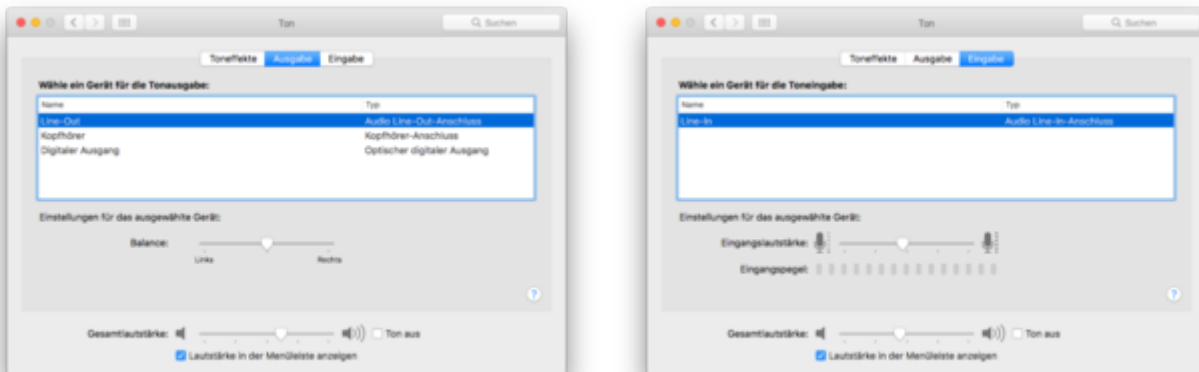 Ton
Suchen
Toneffekte Ausgabe Eingabe
Wähle ein Gerät für die Tonausgabe:
Name Typ
Line-Out Audio Line-Out-Anschluss
Kopfhörer Kopfhörer-Anschluss
Digitaler Ausgang Optischer digitaler Ausgang
Einstellungen für das ausgewählte Gerät:
Balance:
Links Rechts
?
Gesamtlautstärke: Ton aus
Lautstärke in der Menüleiste anzeigen
Ton
Suchen
Toneffekte Ausgabe Eingabe
Wähle ein Gerät für die Toneingabe:
Name Typ
Line-In Audio Line-In-Anschluss
Einstellungen für das ausgewählte Gerät:
Eingangslautstärke:
Eingangspegel:
?
Gesamtlautstärke: Ton aus
Lautstärke in der Menüleiste anzeigen